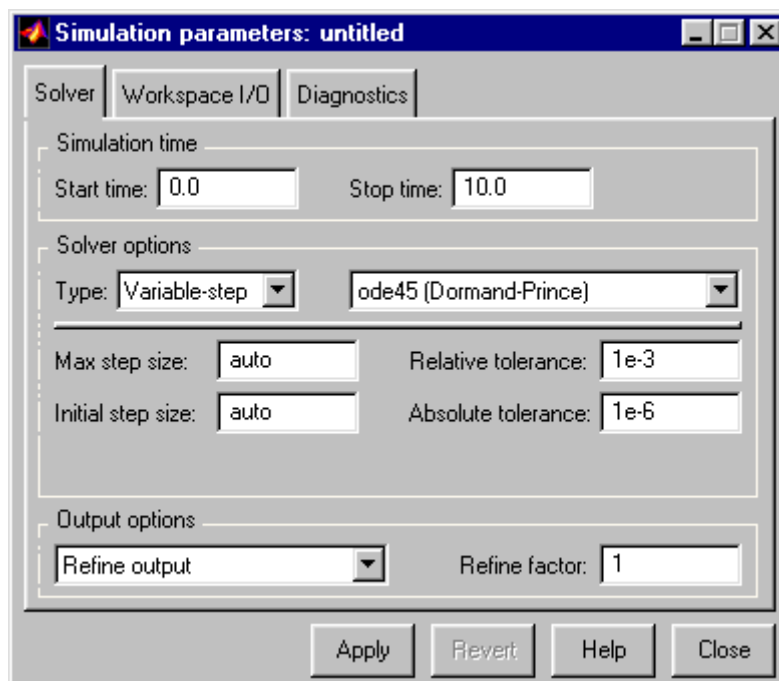 Simulation parameters: untitled
Solver Workspace I/O Diagnostics
Simulation time
Start time: 0.0 Stop time: 10.0
Solver options
Type: Variable-step ode45 (Dormand-Prince)
Max step size: auto Relative tolerance: 1e-3
Initial step size: auto Absolute tolerance: 1e-6
Output options
Refine output Refine factor: 1
Apply Revert Help Close